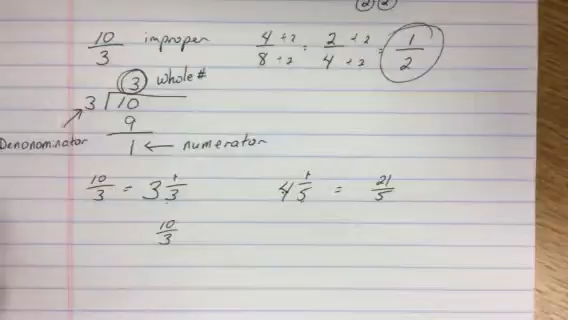 10/3 improper
4/8 ÷2/÷2 = 2/4 ÷2/÷2 = 1/2
3 whole #
3 10
9
Denonominator
1 ← numerator
10/3 = 3 1/3
4 1/5 = 21/5
10/3